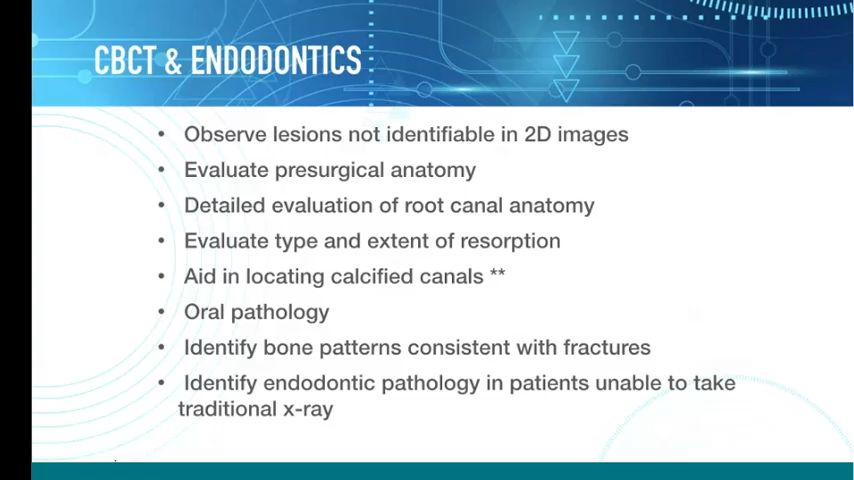 CBCT & ENDODONTICS
• Observe lesions not identifiable in 2D images
• Evaluate presurgical anatomy
• Detailed evaluation of root canal anatomy
• Evaluate type and extent of resorption
• Aid in locating calcified canals **
• Oral pathology
• Identify bone patterns consistent with fractures
• Identify endodontic pathology in patients unable to take
traditional x-ray